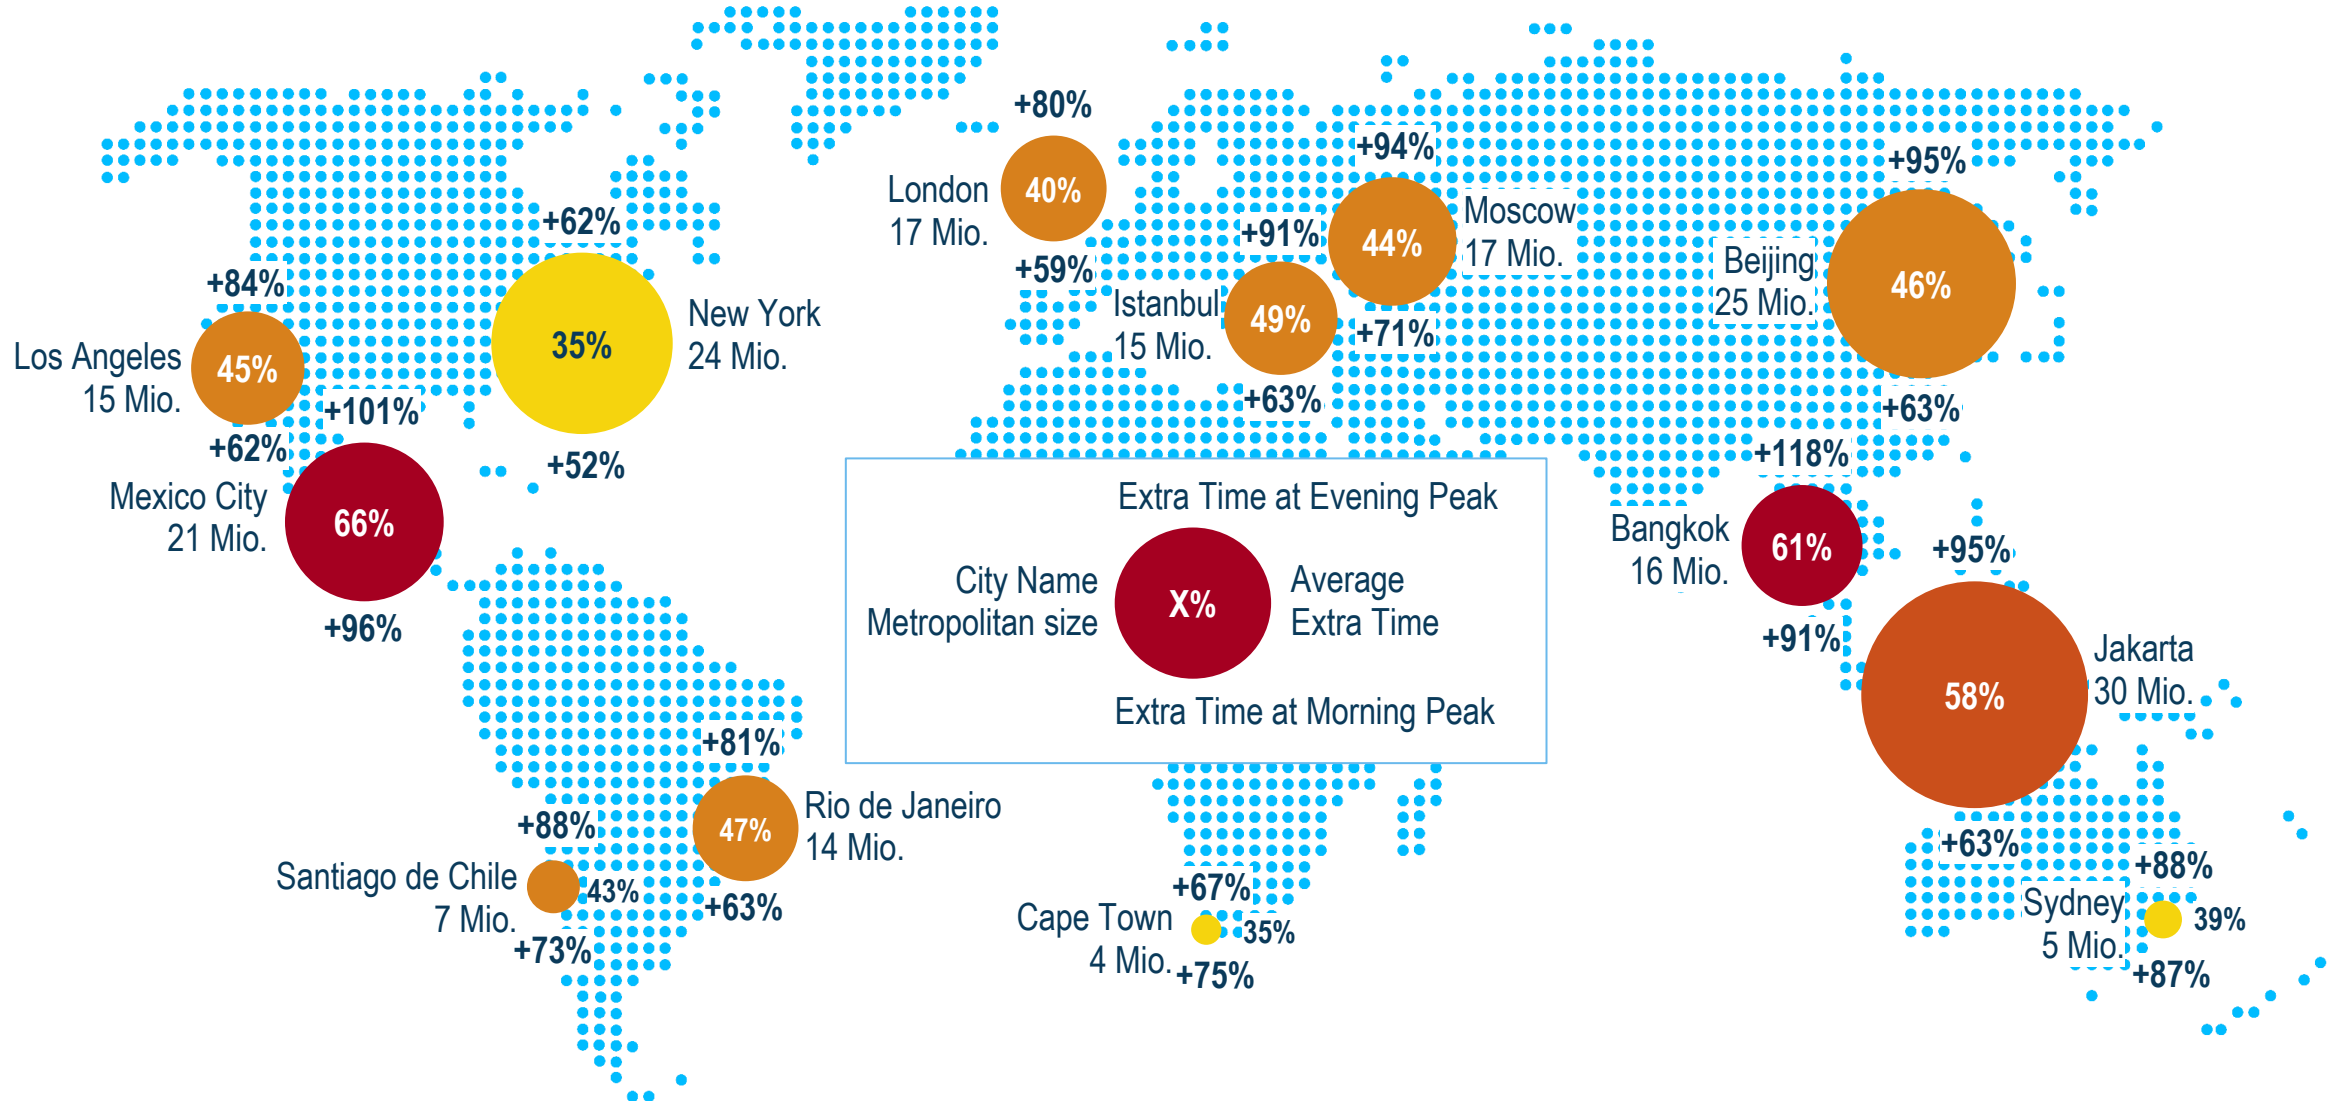 +84%
Los Angeles
15 Mio.
45%
+62%
+62%
35%
New York
24 Mio.
+52%
+101%
Mexico City
21 Mio.
66%
+96%
+80%
London
17 Mio.
40%
+59%
+91%
Istanbul
15 Mio.
49%
+63%
+94%
44%
Moscow
17 Mio.
+71%
+95%
Beijing
25 Mio.
46%
+63%
+118%
Bangkok
16 Mio.
61%
+91%
+95%
58%
Jakarta
30 Mio.
+63%
Extra Time at Evening Peak
City Name
Metropolitan size
X%
Average
Extra Time
Extra Time at Morning Peak
+81%
47%
Rio de Janeiro
14 Mio.
+63%
+88%
Santiago de Chile
7 Mio.
43%
+73%
+67%
Cape Town
4 Mio.
35%
+75%
+88%
Sydney
5 Mio.
39%
+87%